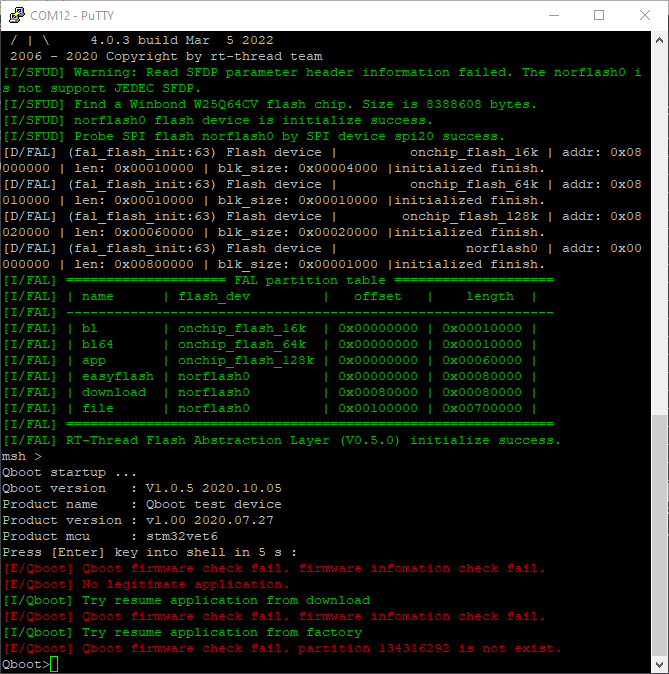 COM12 - PuTTY
/ | \     4.0.3 build Mar  5 2022
2006 - 2020 Copyright by rt-thread team
[I/SFUD] Warning: Read SFDP parameter header information failed. The norflash0 i
s not support JEDEC SFDP.
[I/SFUD] Find a Winbond W25Q64CV flash chip. Size is 8388608 bytes.
[I/SFUD] norflash0 flash device is initialize success.
[I/SFUD] Probe SPI flash norflash0 by SPI device spi20 success.
[D/FAL] (fal_flash_init:63) Flash device |         onchip_flash_16k | addr: 0x08
000000 | len: 0x00010000 | blk_size: 0x00004000 |initialized finish.
[D/FAL] (fal_flash_init:63) Flash device |         onchip_flash_64k | addr: 0x08
010000 | len: 0x00010000 | blk_size: 0x00010000 |initialized finish.
[D/FAL] (fal_flash_init:63) Flash device |        onchip_flash_128k | addr: 0x08
020000 | len: 0x00060000 | blk_size: 0x00020000 |initialized finish.
[D/FAL] (fal_flash_init:63) Flash device |                norflash0 | addr: 0x00
000000 | len: 0x00800000 | blk_size: 0x00001000 |initialized finish.
[I/FAL] ==================== FAL partition table ====================
[I/FAL] | name      | flash_dev         |   offset   |    length  |
[I/FAL] -------------------------------------------------------------
[I/FAL] | bl        | onchip_flash_16k  | 0x00000000 | 0x00010000 |
[I/FAL] | bl64      | onchip_flash_64k  | 0x00000000 | 0x00010000 |
[I/FAL] | app       | onchip_flash_128k | 0x00000000 | 0x00060000 |
[I/FAL] | easyflash | norflash0         | 0x00000000 | 0x00080000 |
[I/FAL] | download  | norflash0         | 0x00080000 | 0x00080000 |
[I/FAL] | file      | norflash0         | 0x00100000 | 0x00700000 |
[I/FAL] =============================================================
[I/FAL] RT-Thread Flash Abstraction Layer (V0.5.0) initialize success.
msh >
Qboot startup ...
Qboot version   : V1.0.5 2020.10.05
Product name    : Qboot test device
Product version : v1.00 2020.07.27
Product mcu     : stm32vet6
Press [Enter] key into shell in 5 s :
[E/Qboot] Qboot firmware check fail. firmware infomation check fail.
[E/Qboot] No legitimate application.
[I/Qboot] Try resume application from download
[E/Qboot] Qboot firmware check fail. firmware infomation check fail.
[I/Qboot] Try resume application from factory
[E/Qboot] Qboot firmware check fail. partition 134316292 is not exist.
Qboot>